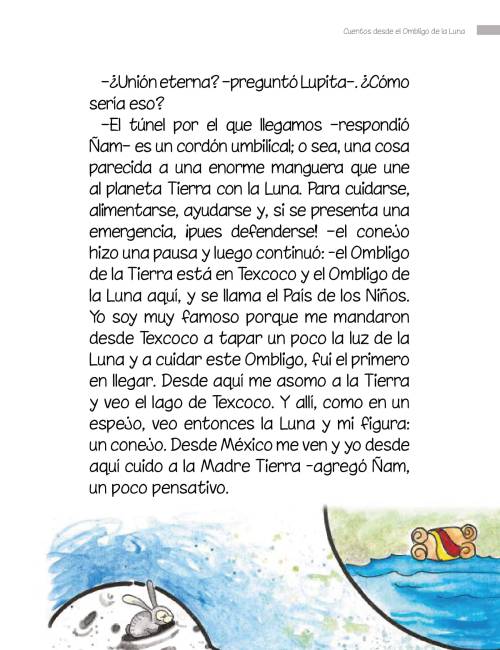 Cuentos desde el Ombligo de la Luna
-¿Unión eterna? -preguntó Lupita-. ¿Cómo
sería eso?
-El túnel por el que llegamos -respondió
Ñam- es un cordón umbilical; o sea, una cosa
parecida a una enorme manguera que une
al planeta Tierra con la Luna. Para cuidarse,
alimentarse, ayudarse y, si se presenta una
emergencia, ¡pues defenderse! -el conejo
hizo una pausa y luego continuó: -el Ombligo
de la Tierra está en Texcoco y el Ombligo de
la Luna aquí, y se llama el País de los Niños.
Yo soy muy famoso porque me mandaron
desde Texcoco a tapar un poco la luz de la
Luna y a cuidar este Ombligo, fui el primero
en llegar. Desde aquí me asomo a la Tierra
y veo el lago de Texcoco. Y allí, como en un
espejo, veo entonces la Luna y mi figura:
un conejo. Desde México me ven y yo desde
aquí cuido a la Madre Tierra -agregó Ñam,
un poco pensativo.